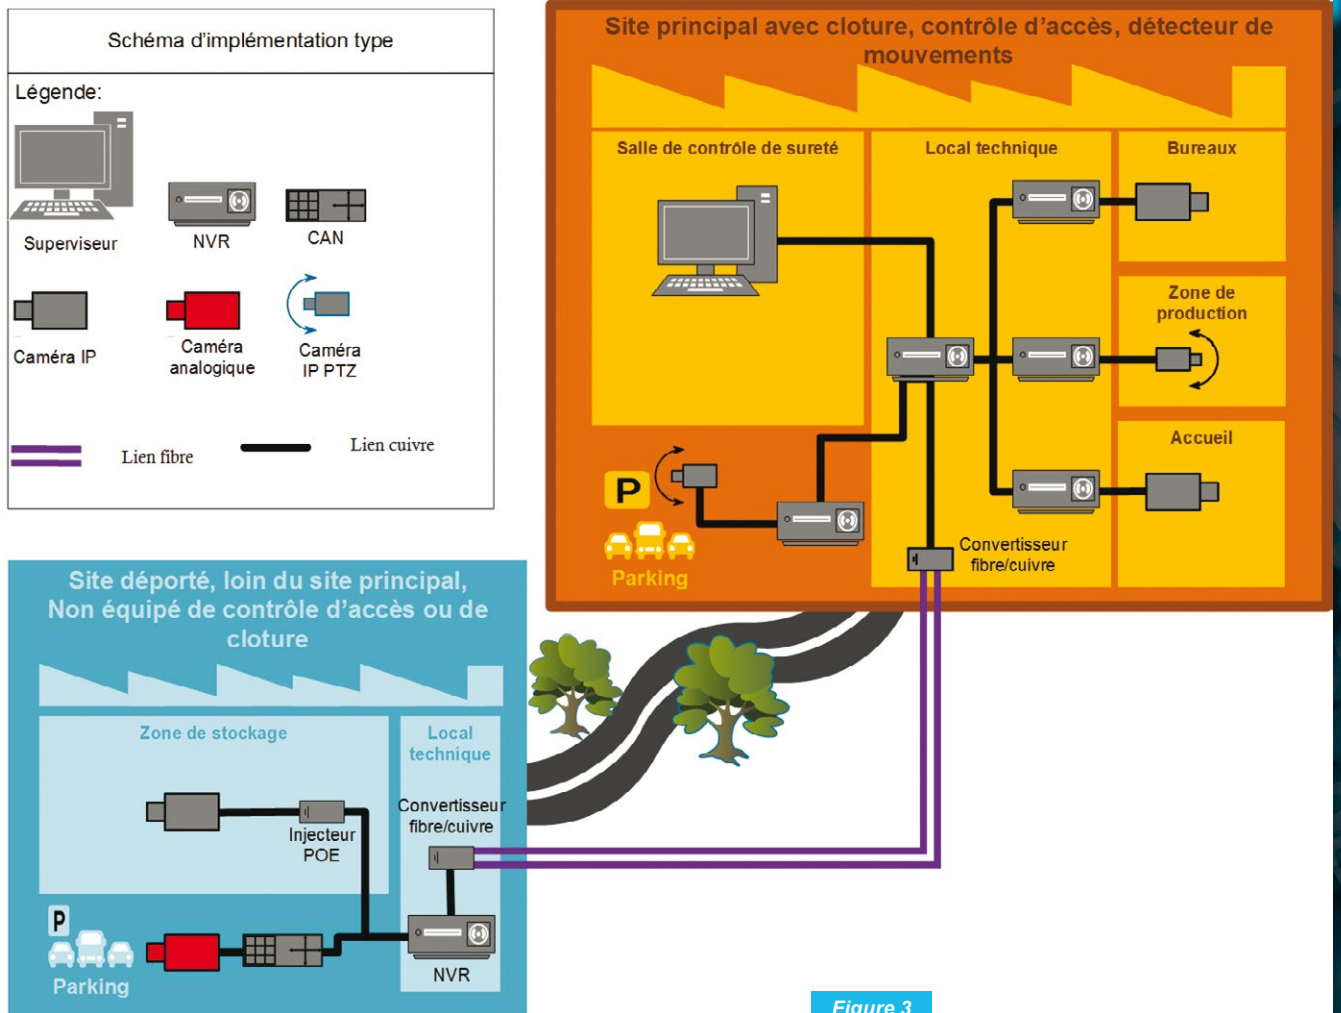 Schéma d'implémentation type
Légende:
Superviseur
NVR
CAN
Caméra IP
Caméra
analogique
Caméra
IP PTZ
Lien fibre
Lien cuivre
Site principal avec cloture, contrôle d'accès, détecteur de
mouvements
Salle de contrôle de sureté
Local technique
Bureaux
Zone de
production
Accueil
P
Parking
Convertisseur
fibre/cuivre
Site déporté, loin du site principal,
Non équipé de contrôle d'accès ou de
cloture
Zone de stockage
Local
technique
Injecteur
POE
Convertisseur
fibre/cuivre
P
Parking
NVR
Figure 3